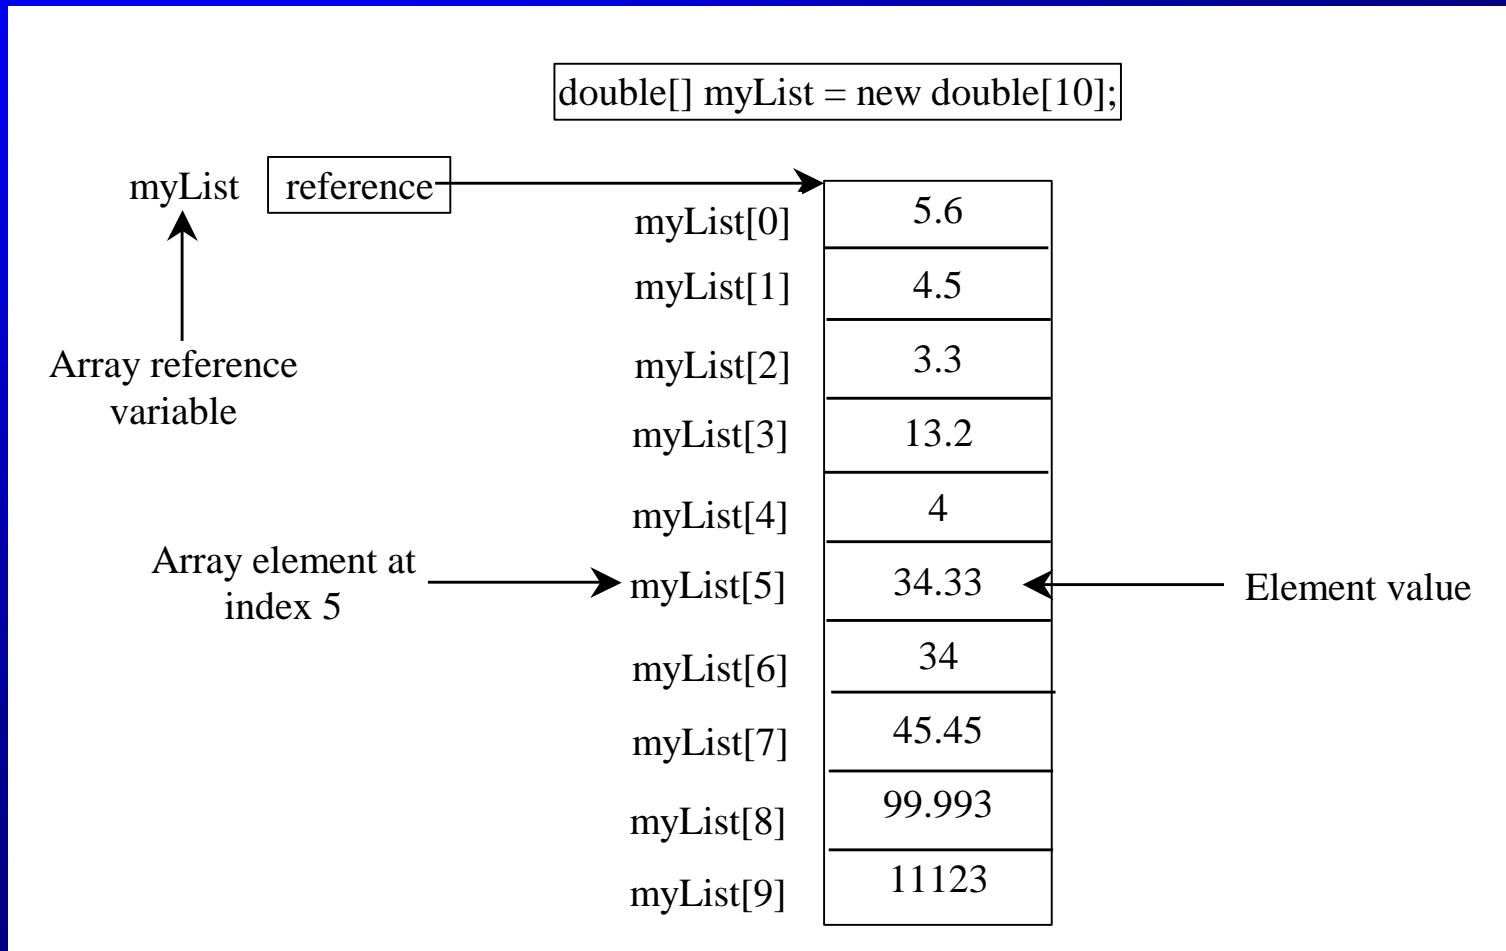 double[] myList = new double[10];
myList reference
myList[0] 5.6
myList[1] 4.5
Array reference
variable
myList[2] 3.3
myList[3] 13.2
myList[4] 4
Array element at
index 5
myList[5] 34.33 Element value
myList[6] 34
myList[7] 45.45
myList[8] 99.993
myList[9] 11123